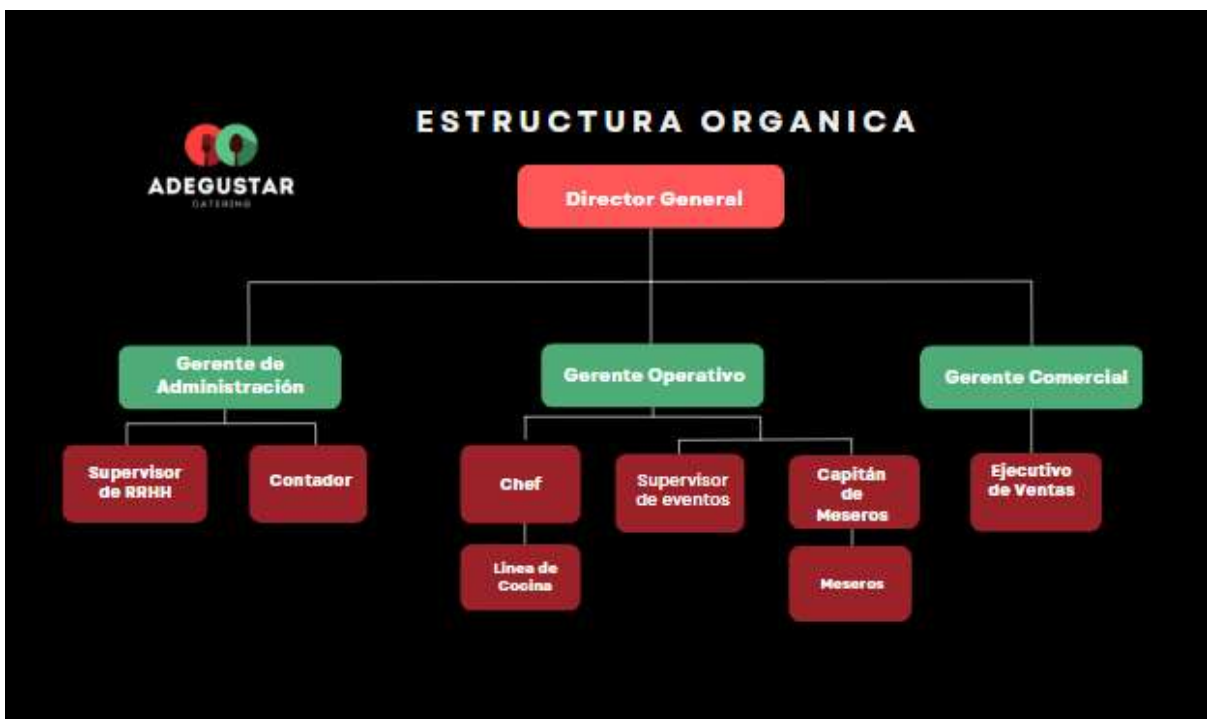 ESTRUCTURA ORGANICA
ADEGUSTAR
CATERING
Director General
Gerente de
Administración
Gerente Operativo
Gerente Comercial
Supervisor
de RRHH
Contador
Chef
Supervisor
de eventos
Capitán
de
Meseros
Ejecutivo
de Ventas
Linea de
Cocina
Meseros